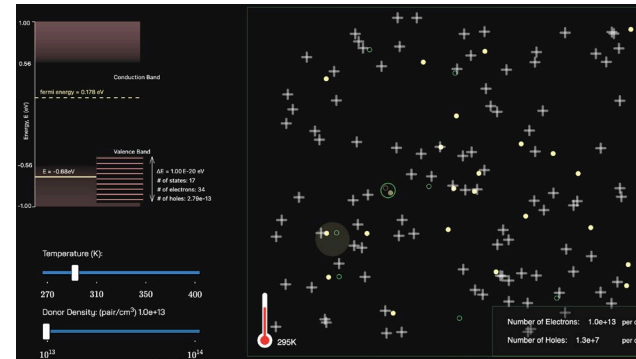 1.00
0.56
Conduction Band
fermi energy = 0.178 eV
Energy, E (eV)
Valence Band
-0.56
E = -0.68eV
ΔE = 1.00 E-20 eV
# of states: 17
# of electrons: 34
# of holes: 2.79e-13
-1.00
Temperature (K):
270 310 350 400
Donor Density: (pair/cm³) 1.0e+13
10¹³ 10¹⁴
295K
Number of Electrons: 1.0e+13 per c
Number of Holes: 1.3e+7 per c